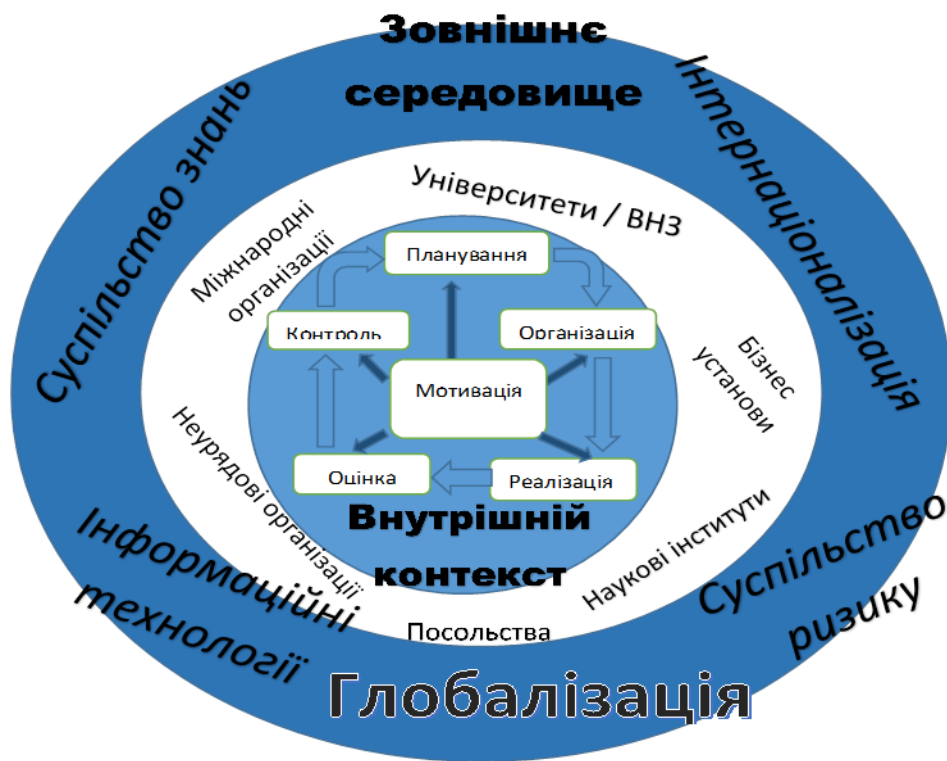 Зовнішнє
середовище
Суспільство знань
Інтернаціоналізація
Університети / ВНЗ
Міжнародні
організації
Планування
Контроль
Організація
Бізнес
установи
Мотивація
Неурядові організації
Оцінка
Реалізація
Внутрішній
контекст
Наукові інститути
Посольства
Інформаційні
технології
Суспільство
ризику
Глобалізація